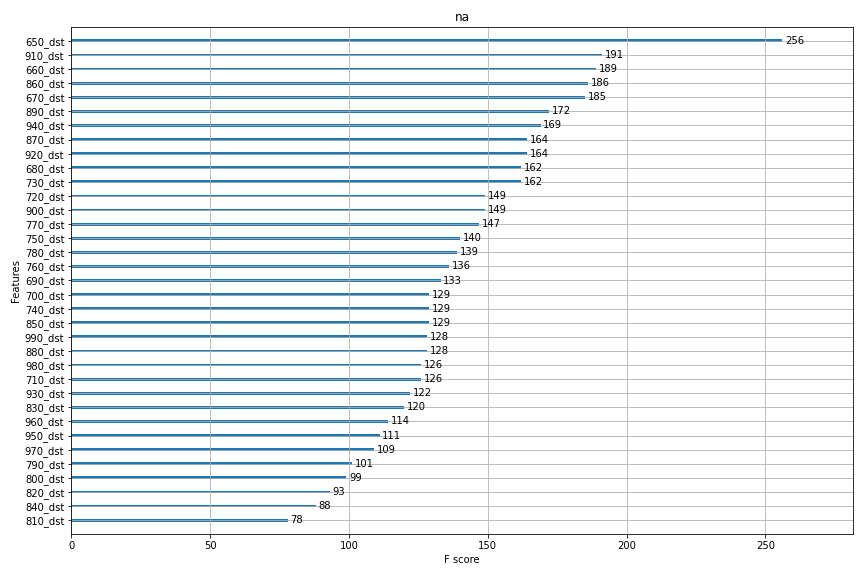 na
650_dst 256
910_dst 191
660_dst 189
860_dst 186
670_dst 185
890_dst 172
940_dst 169
870_dst 164
920_dst 164
680_dst 162
730_dst 162
720_dst 149
900_dst 149
770_dst 147
750_dst 140
780_dst 139
760_dst 136
690_dst 133
700_dst 129
740_dst 129
850_dst 129
990_dst 128
880_dst 128
980_dst 126
710_dst 126
930_dst 122
830_dst 120
960_dst 114
950_dst 111
970_dst 109
790_dst 101
800_dst 99
820_dst 93
840_dst 88
810_dst 78
Features
0 50 100 150 200 250
F score